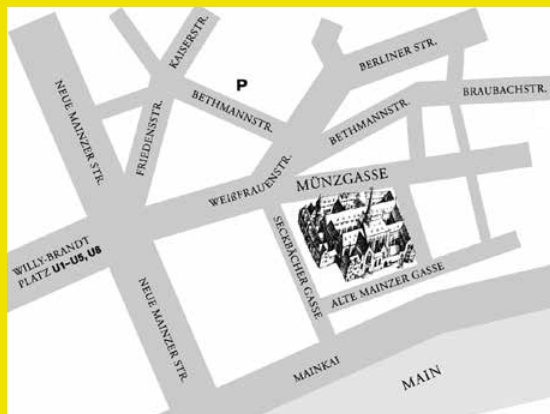 KAISERSTR.
BERLINER STR.
NEUE MAINZER STR.
P
BETHMANNSTR.
BRAUBACHSTR.
FRIEDENSSTR.
BETHMANNSTR.
WEIßFRAUENSTR.
MÜNZGASSE
WILLY-BRANDT
PLATZ U1–U5, U8
SECKBÄCHER GASSE
ALTE MAINZER GASSE
NEUE MAINZER STR.
MAINKAI
MAIN